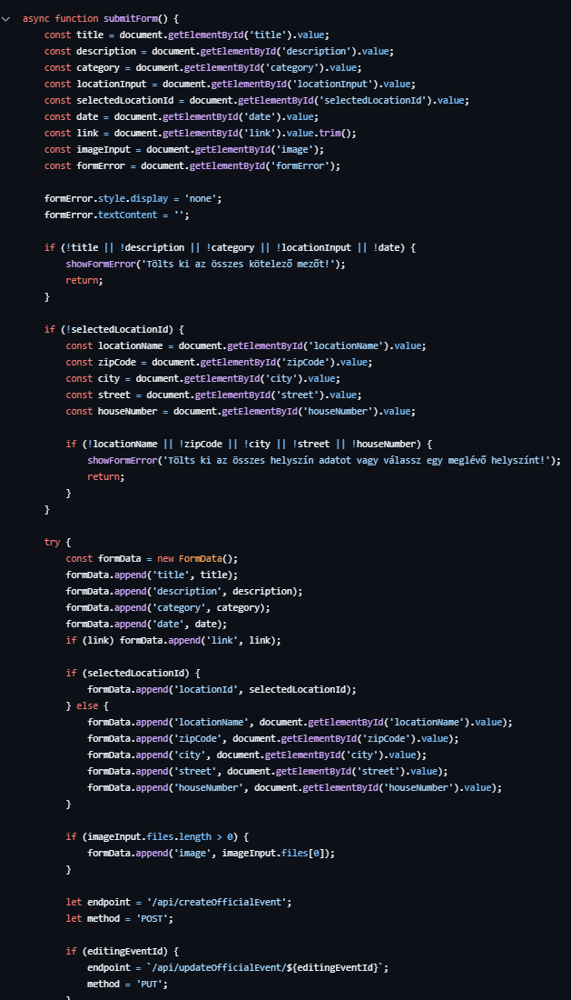 async function submitForm() {
    const title = document.getElementById('title').value;
    const description = document.getElementById('description').value;
    const category = document.getElementById('category').value;
    const locationInput = document.getElementById('locationInput').value;
    const selectedLocationId = document.getElementById('selectedLocationId').value;
    const date = document.getElementById('date').value;
    const link = document.getElementById('link').value.trim();
    const imageInput = document.getElementById('image');
    const formError = document.getElementById('formError');

    formError.style.display = 'none';
    formError.textContent = '';

    if (!title || !description || !category || !locationInput || !date) {
        showFormError('Tölts ki az összes kötelező mezőt!');
        return;
    }

    if (!selectedLocationId) {
        const locationName = document.getElementById('locationName').value;
        const zipCode = document.getElementById('zipCode').value;
        const city = document.getElementById('city').value;
        const street = document.getElementById('street').value;
        const houseNumber = document.getElementById('houseNumber').value;

        if (!locationName || !zipCode || !city || !street || !houseNumber) {
            showFormError('Tölts ki az összes helyszín adatot vagy válassz egy meglévő helyszínt!');
            return;
        }
    }

    try {
        const formData = new FormData();
        formData.append('title', title);
        formData.append('description', description);
        formData.append('category', category);
        formData.append('date', date);
        if (link) formData.append('link', link);

        if (selectedLocationId) {
            formData.append('locationId', selectedLocationId);
        } else {
            formData.append('locationName', document.getElementById('locationName').value);
            formData.append('zipCode', document.getElementById('zipCode').value);
            formData.append('city', document.getElementById('city').value);
            formData.append('street', document.getElementById('street').value);
            formData.append('houseNumber', document.getElementById('houseNumber').value);
        }

        if (imageInput.files.length > 0) {
            formData.append('image', imageInput.files[0]);
        }

        let endpoint = '/api/createOfficialEvent';
        let method = 'POST';

        if (editingEventId) {
            endpoint = `/api/updateOfficialEvent/${editingEventId}`;
            method = 'PUT';
        }